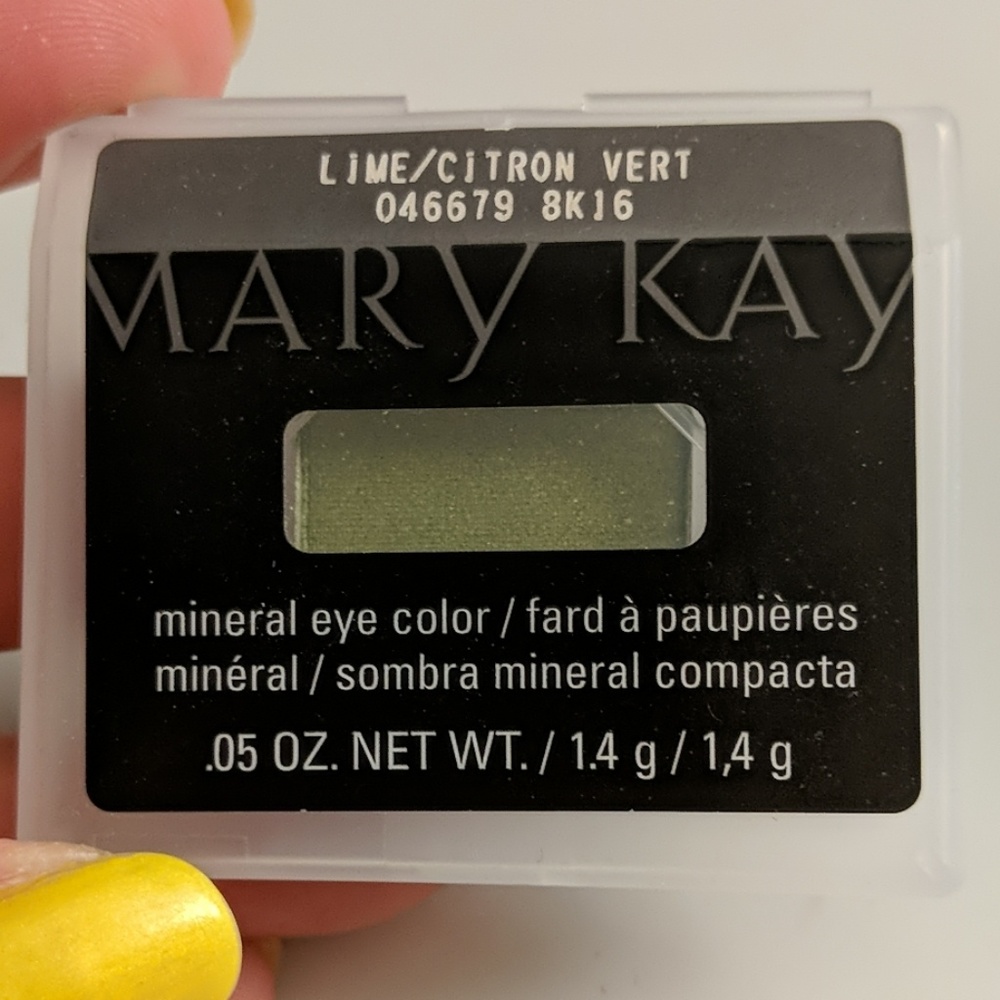 LiME/CiTRON VERT
046679 8K16
MARY KAY
mineral eye color / fard à paupières
minéral / sombra mineral compacta
.05 OZ. NET WT. / 1.4 g / 1,4 g